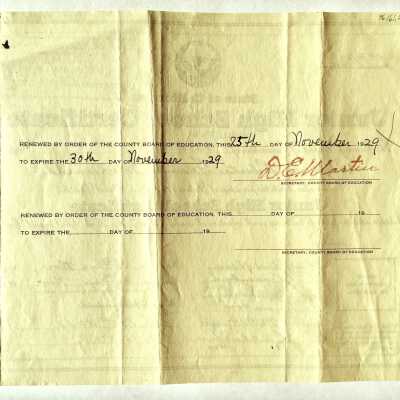 RENEWED BY ORDER OF THE COUNTY BOARD OF EDUCATION, THIS 25th DAY OF November 1929
TO EXPIRE THE 30th DAY OF November 1929
D. E. Martin
SECRETARY, COUNTY BOARD OF EDUCATION
RENEWED BY ORDER OF THE COUNTY BOARD OF EDUCATION, THIS DAY OF 19
TO EXPIRE THE DAY OF 19
SECRETARY, COUNTY BOARD OF EDUCATION